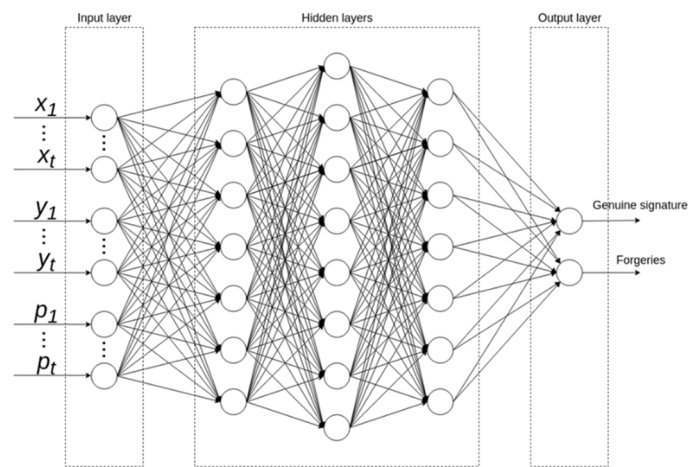 Input layer
Hidden layers
Output layer
x1
⋮
xt
y1
⋮
yt
p1
⋮
pt
Genuine signature
Forgeries